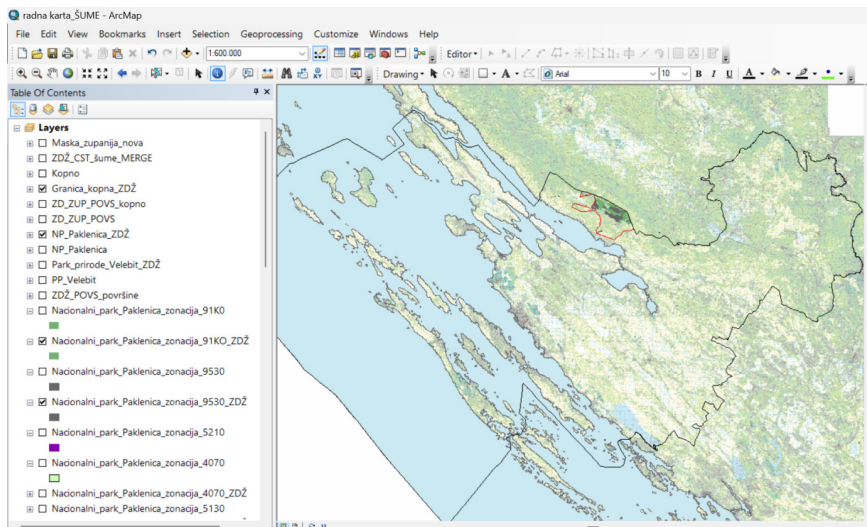 radna karta_ŠUME - ArcMap
File Edit View Bookmarks Insert Selection Geoprocessing Customize Windows Help
1:600.000 Editor
Drawing Arial 10 B I U A
Table Of Contents
Layers
Maska_zupanija_nova
ZDŽ_CST_šume_MERGE
Kopno
Granica_kopna_ZDŽ
ZD_ZUP_POVS_kopno
ZD_ZUP_POVS
NP_Paklenica_ZDŽ
NP_Paklenica
Park_prirode_Velebit_ZDŽ
PP_Velebit
ZDŽ_POVS_površine
Nacionalni_park_Paklenica_zonacija_91K0
Nacionalni_park_Paklenica_zonacija_91KO_ZDŽ
Nacionalni_park_Paklenica_zonacija_9530
Nacionalni_park_Paklenica_zonacija_9530_ZDŽ
Nacionalni_park_Paklenica_zonacija_5210
Nacionalni_park_Paklenica_zonacija_4070
Nacionalni_park_Paklenica_zonacija_4070_ZDŽ
Nacionalni_park_Paklenica_zonacija_5130